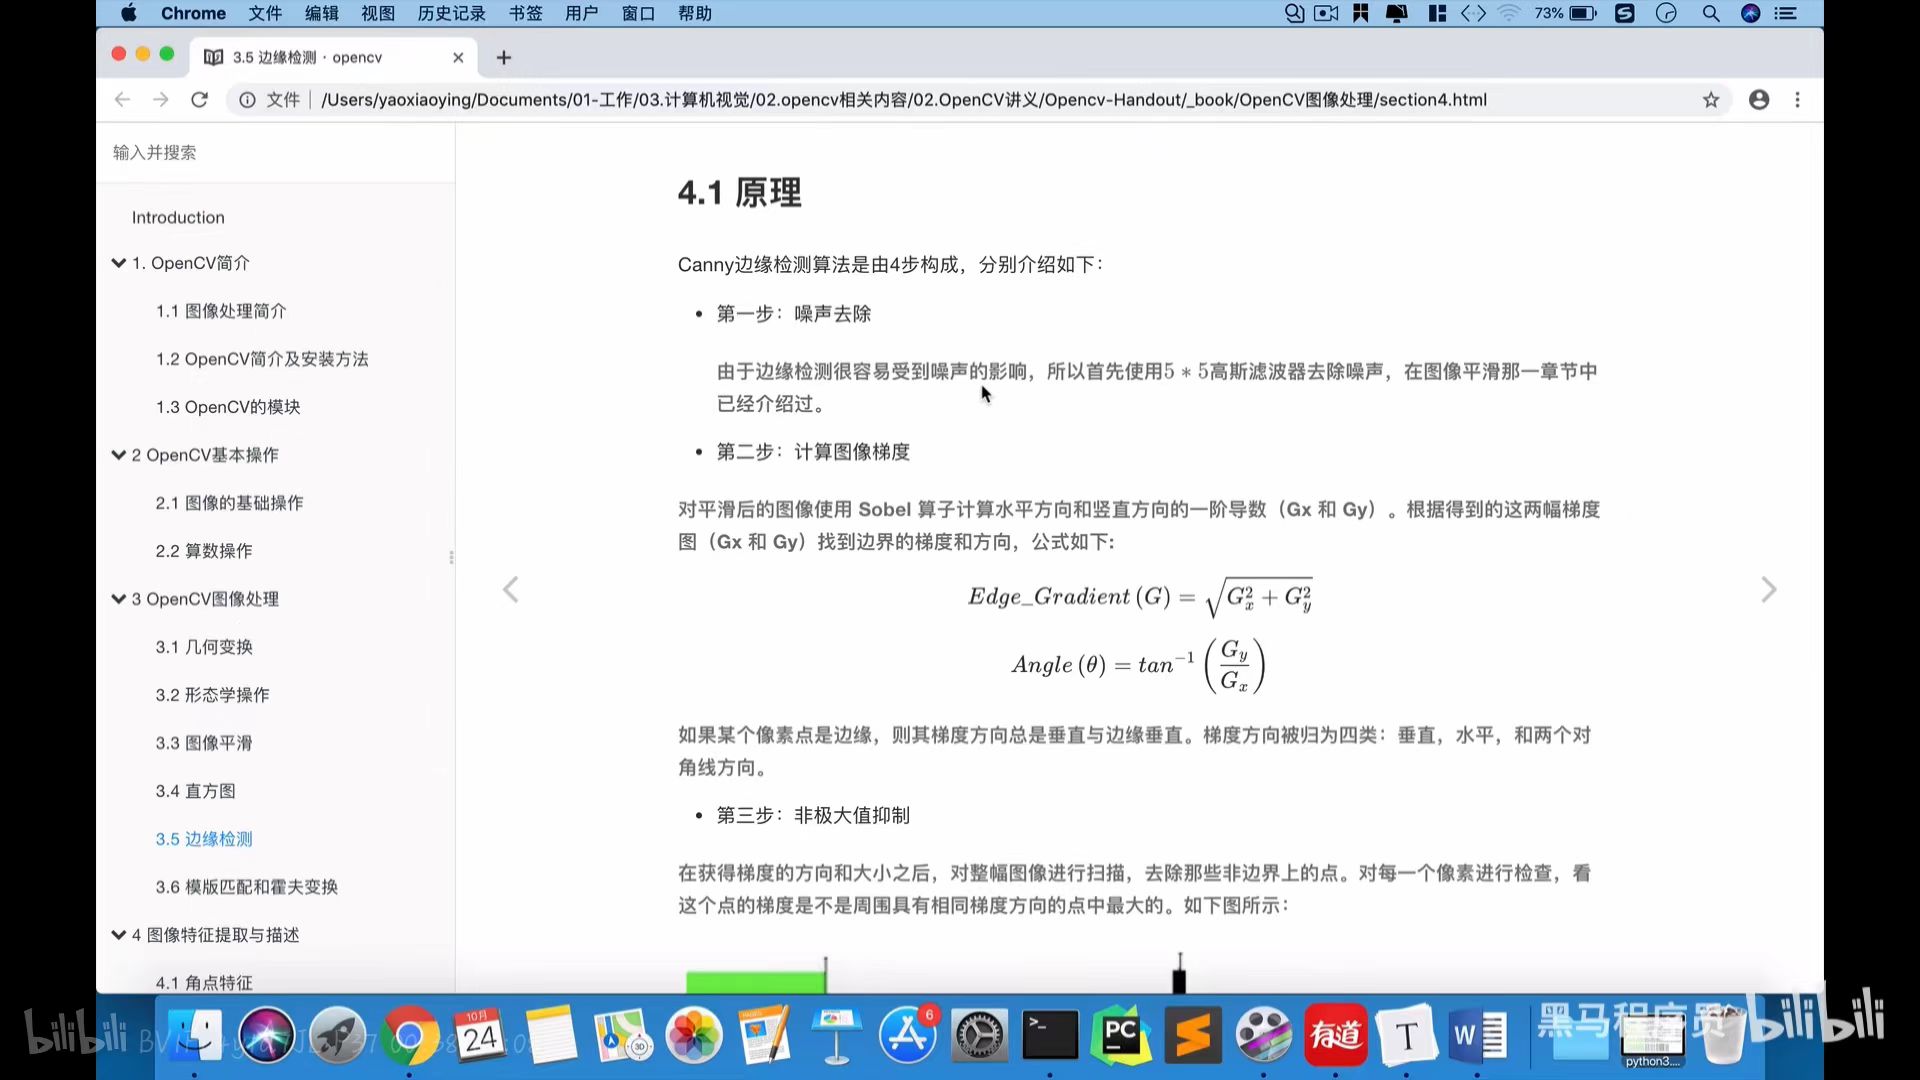 Chrome 文件 编辑 视图 历史记录 书签 用户 窗口 帮助
73%
3.5 边缘检测 · opencv
文件 | /Users/yaoxiaoying/Documents/01-工作/03.计算机视觉/02.opencv相关内容/02.OpenCV讲义/Opencv-Handout/_book/OpenCV图像处理/section4.html
输入并搜索
Introduction
1. OpenCV简介
1.1 图像处理简介
1.2 OpenCV简介及安装方法
1.3 OpenCV的模块
2 OpenCV基本操作
2.1 图像的基础操作
2.2 算数操作
3 OpenCV图像处理
3.1 几何变换
3.2 形态学操作
3.3 图像平滑
3.4 直方图
3.5 边缘检测
3.6 模版匹配和霍夫变换
4 图像特征提取与描述
4.1 角点特征
4.1 原理
Canny边缘检测算法是由4步构成，分别介绍如下：
• 第一步：噪声去除
由于边缘检测很容易受到噪声的影响，所以首先使用5 * 5高斯滤波器去除噪声，在图像平滑那一章节中
已经介绍过。
• 第二步：计算图像梯度
对平滑后的图像使用 Sobel 算子计算水平方向和竖直方向的一阶导数（Gx 和 Gy）。根据得到的这两幅梯度
图（Gx 和 Gy）找到边界的梯度和方向，公式如下:
Edge_Gradient (G) = √(G_x^2 + G_y^2)
Angle (θ) = tan^{-1} (G_y / G_x)
如果某个像素点是边缘，则其梯度方向总是垂直与边缘垂直。梯度方向被归为四类：垂直，水平，和两个对
角线方向。
• 第三步：非极大值抑制
在获得梯度的方向和大小之后，对整幅图像进行扫描，去除那些非边界上的点。对每一个像素进行检查，看
这个点的梯度是不是周围具有相同梯度方向的点中最大的。如下图所示：
bilibili
10月
24
3D
6
>_
PC
有道
T
W
python3....
黑马程序员
bilibili